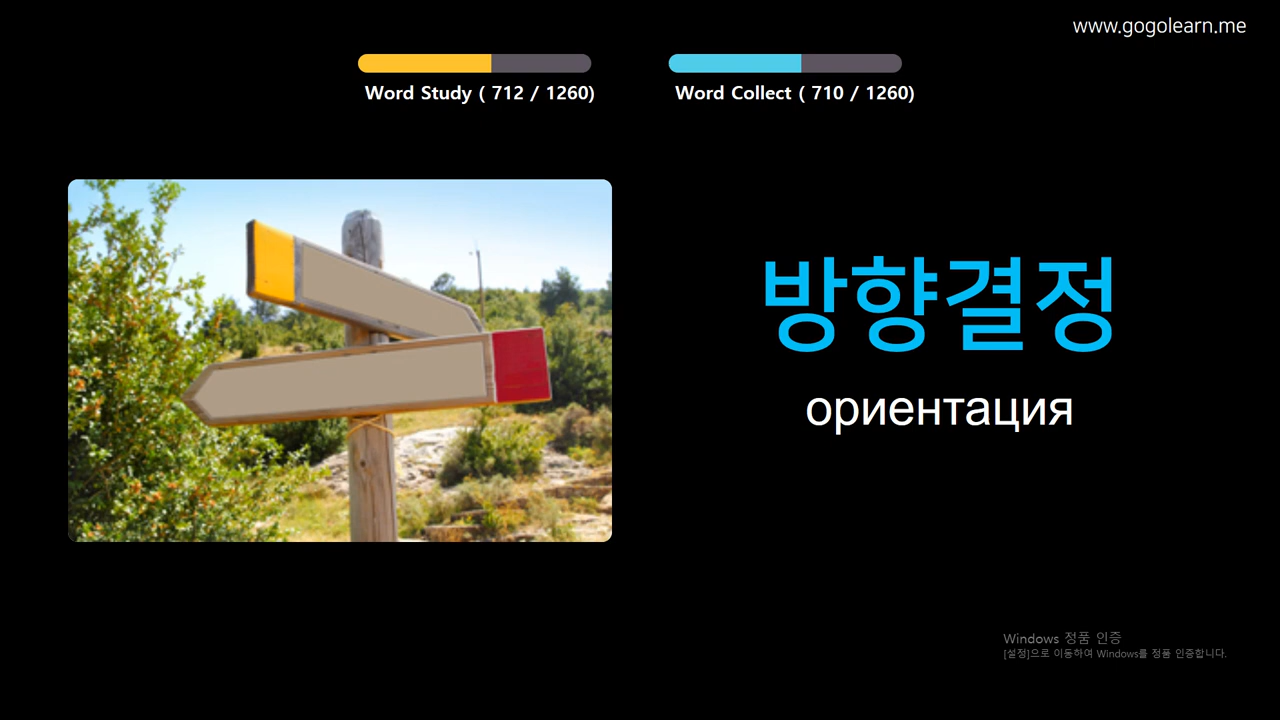 www.gogolearn.me
Word Study ( 712 / 1260)
Word Collect ( 710 / 1260)
방향결정
ориентация
Windows 정품 인증
[설정]으로 이동하여 Windows를 정품 인증합니다.